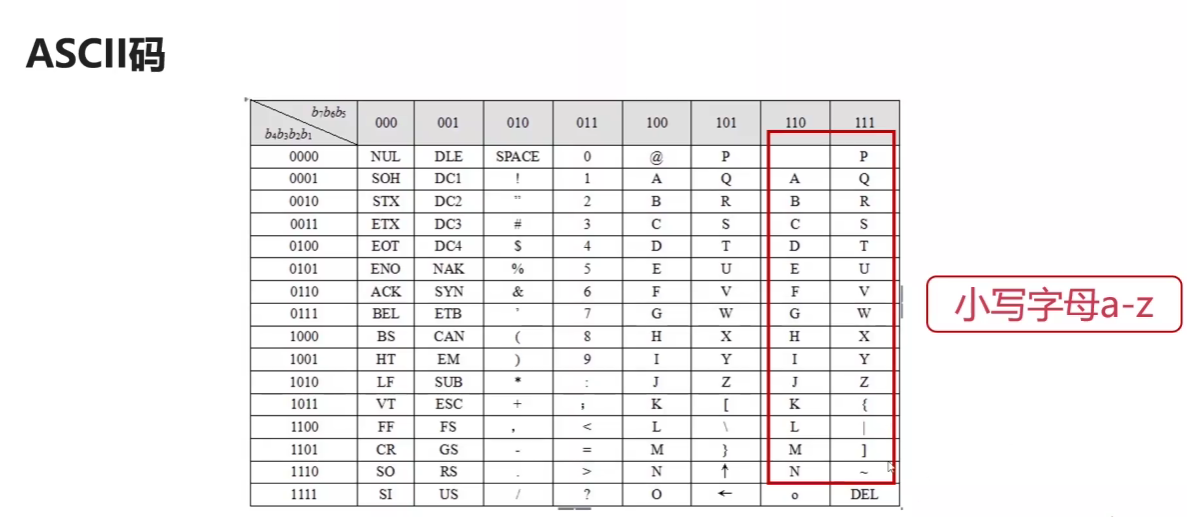 ASCII码
b7b6b5
b4b3b2b1 000 001 010 011 100 101 110 111
0000 NUL DLE SPACE 0 @ P P
0001 SOH DC1 ! 1 A Q A Q
0010 STX DC2 " 2 B R B R
0011 ETX DC3 # 3 C S C S
0100 EOT DC4 $ 4 D T D T
0101 ENO NAK % 5 E U E U
0110 ACK SYN & 6 F V F V
0111 BEL ETB ' 7 G W G W
1000 BS CAN ( 8 H X H X
1001 HT EM ) 9 I Y I Y
1010 LF SUB * : J Z J Z
1011 VT ESC + ; K [ K {
1100 FF FS , < L \ L |
1101 CR GS - = M } M ]
1110 SO RS . > N ↑ N ~
1111 SI US / ? O ← o DEL
小写字母a-z